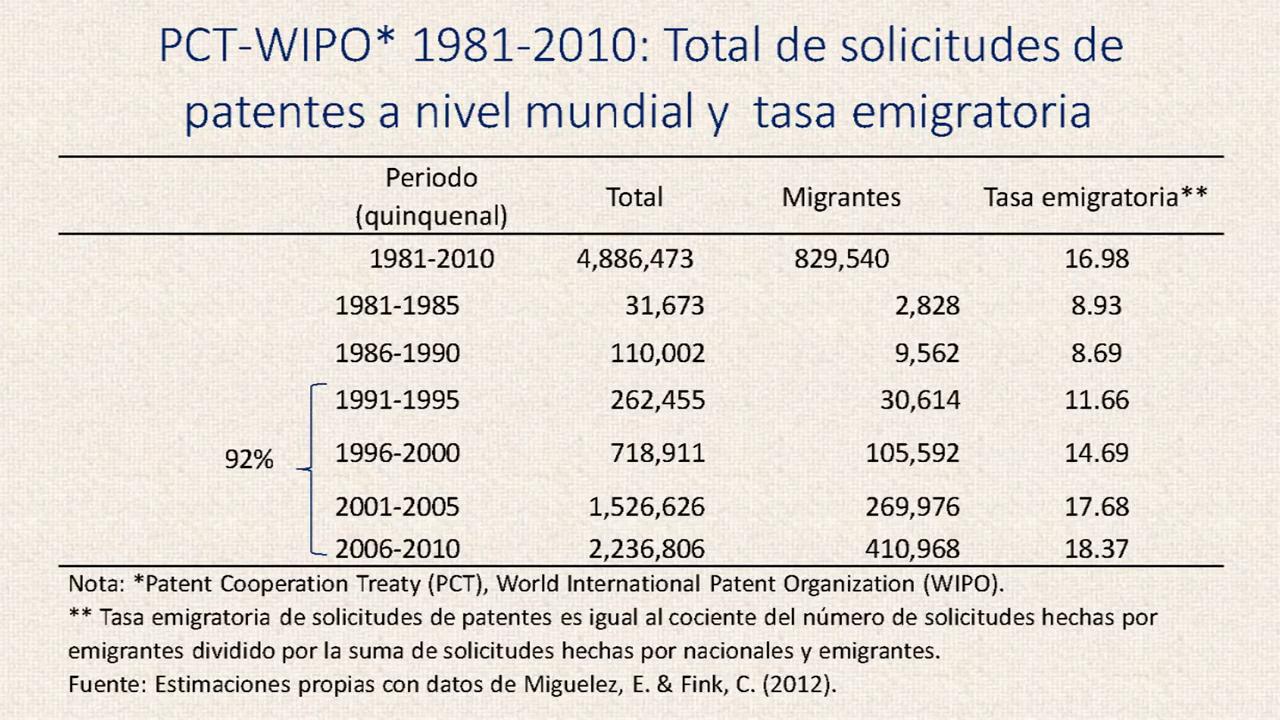 PCT-WIPO* 1981-2010: Total de solicitudes de
patentes a nivel mundial y tasa emigratoria
Periodo (quinquenal) Total Migrantes Tasa emigratoria**
1981-2010 4,886,473 829,540 16.98
1981-1985 31,673 2,828 8.93
1986-1990 110,002 9,562 8.69
1991-1995 262,455 30,614 11.66
92% 1996-2000 718,911 105,592 14.69
2001-2005 1,526,626 269,976 17.68
2006-2010 2,236,806 410,968 18.37
Nota: *Patent Cooperation Treaty (PCT), World International Patent Organization (WIPO).
** Tasa emigratoria de solicitudes de patentes es igual al cociente del número de solicitudes hechas por
emigrantes dividido por la suma de solicitudes hechas por nacionales y emigrantes.
Fuente: Estimaciones propias con datos de Miguelez, E. & Fink, C. (2012).